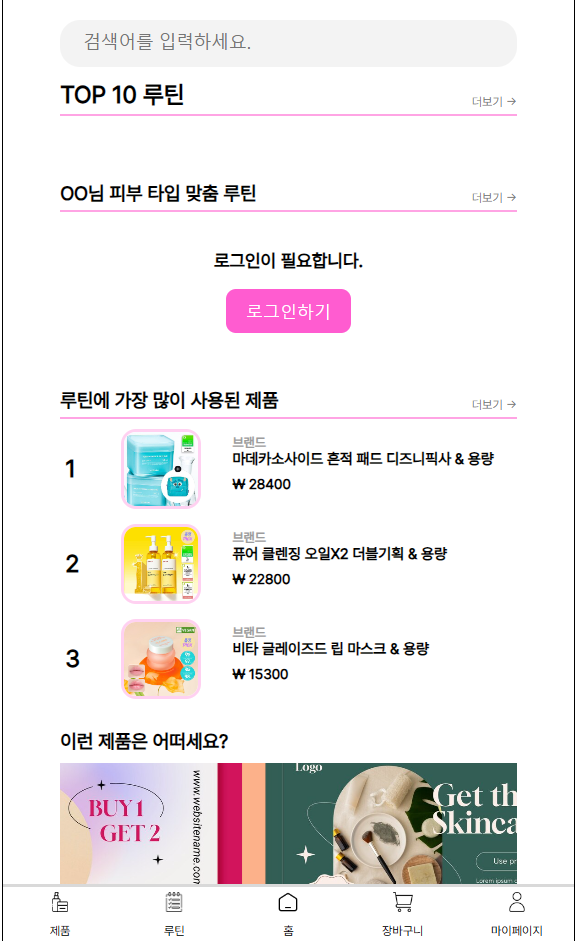 검색어를 입력하세요.
TOP 10 루틴
더보기 →
OO님 피부 타입 맞춤 루틴
더보기 →
로그인이 필요합니다.
로그인하기
루틴에 가장 많이 사용된 제품
더보기 →
1
브랜드
마데카소사이드 흔적 패드 디즈니픽사 & 용량
₩ 28400
2
브랜드
퓨어 클렌징 오일X2 더블기획 & 용량
₩ 22800
3
브랜드
비타 글레이즈드 립 마스크 & 용량
₩ 15300
이런 제품은 어떠세요?
BUY 1
GET 2
www.websitename.com
Logo
Get th
Skinca
Use pr
Lorem ipsum
제품
루틴
홈
장바구니
마이페이지